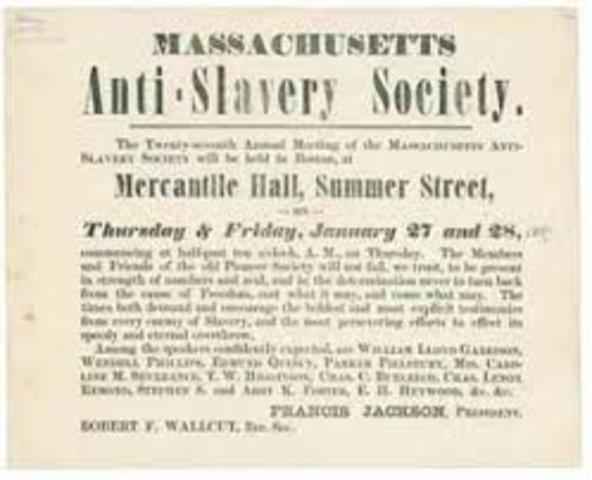 MASSACHUSETTS
Anti-Slavery Society.
The Twenty-seventh Annual Meeting of the MASSACHUSETTS ANTI-
SLAVERY SOCIETY will be held in Boston, at
Mercantile Hall, Summer Street,
— ON —
Thursday & Friday, January 27 and 28,
commencing at half-past ten o'clock, A. M., on Thursday. The Members
and Friends of the old Pioneer Society will not fail, we trust, to be present
in strength of numbers and zeal, and in the determination never to turn back
from the cause of Freedom, cost what it may, and come what may. The
times both demand and encourage the boldest and most explicit testimonies
from every enemy of Slavery, and the most persevering efforts to effect its
speedy and eternal overthrow.
Among the speakers confidently expected, are WILLIAM LLOYD GARRISON,
WENDELL PHILLIPS, EDMUND QUINCY, PARKER PILLSBURY, MRS. CARO-
LINE M. SEVERANCE, T. W. HIGGINSON, CHAS. C. BURLEIGH, CHAS. LENOX
REMOND, STEPHEN S. and ABBY K. FOSTER, E. H. HEYWOOD, &c. &c.
FRANCIS JACKSON, PRESIDENT.
ROBERT F. WALLCUT, REC. SEC.